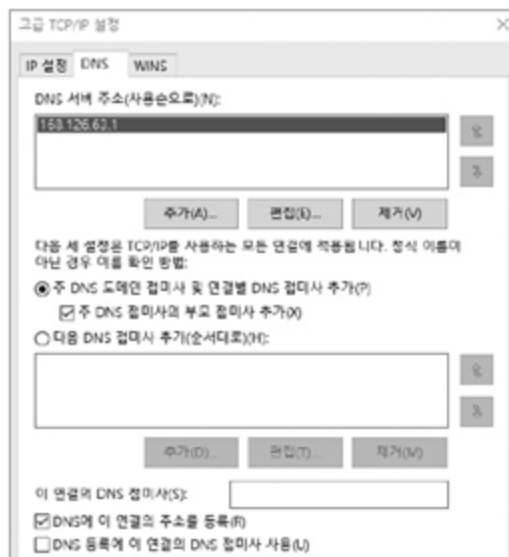 고급 TCP/IP 설정
IP 설정 DNS WINS
DNS 서버 주소(사용순으로)(N):
168.126.63.1
추가(A)... 편집(E)... 제거(V)
다음 세 설정은 TCP/IP를 사용하는 모든 연결에 적용됩니다. 정식 이름이
아닌 경우 이를 확인 방법:
주 DNS 도메인 접미사 및 연결별 DNS 접미사 추가(P)
주 DNS 접미사의 부모 접미사 추가(X)
다음 DNS 접미사 추가(순서대로)(H):
추가(D)... 편집(T)... 제거(M)
이 연결의 DNS 접미사(S):
DNS에 이 연결의 주소를 등록(R)
DNS 등록에 이 연결의 DNS 접미사 사용(U)